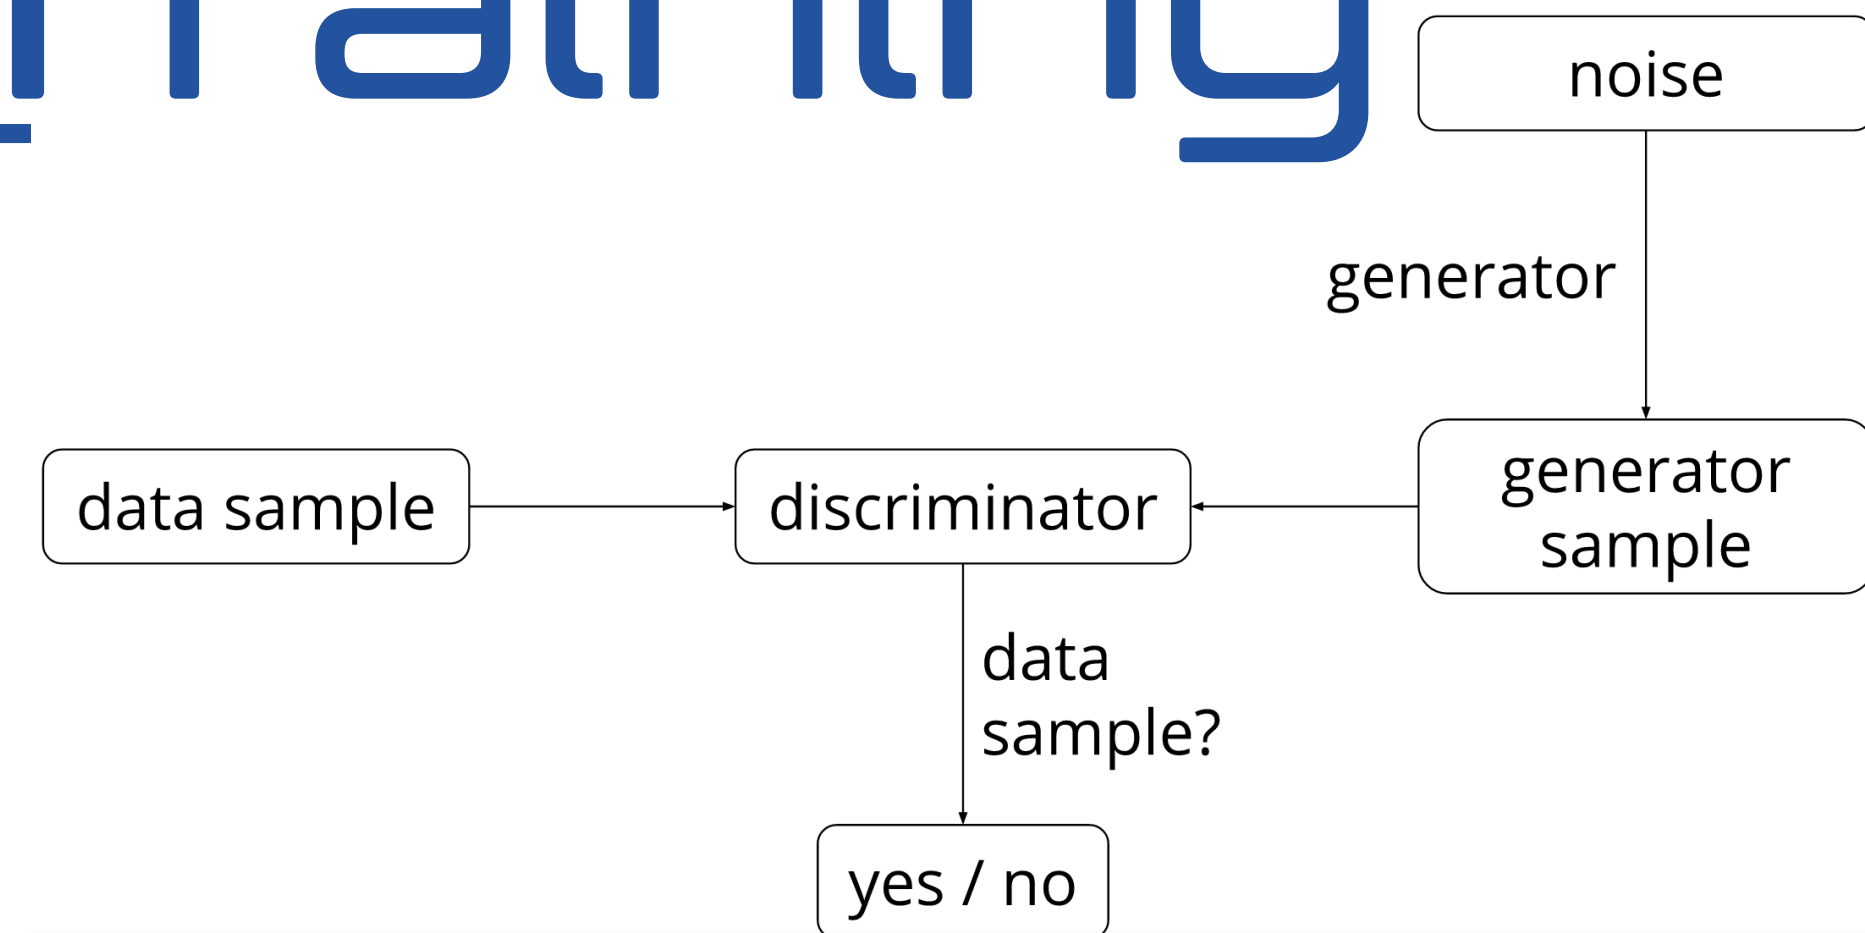 noise
generator
data sample
discriminator
generator
sample
data
sample?
yes / no